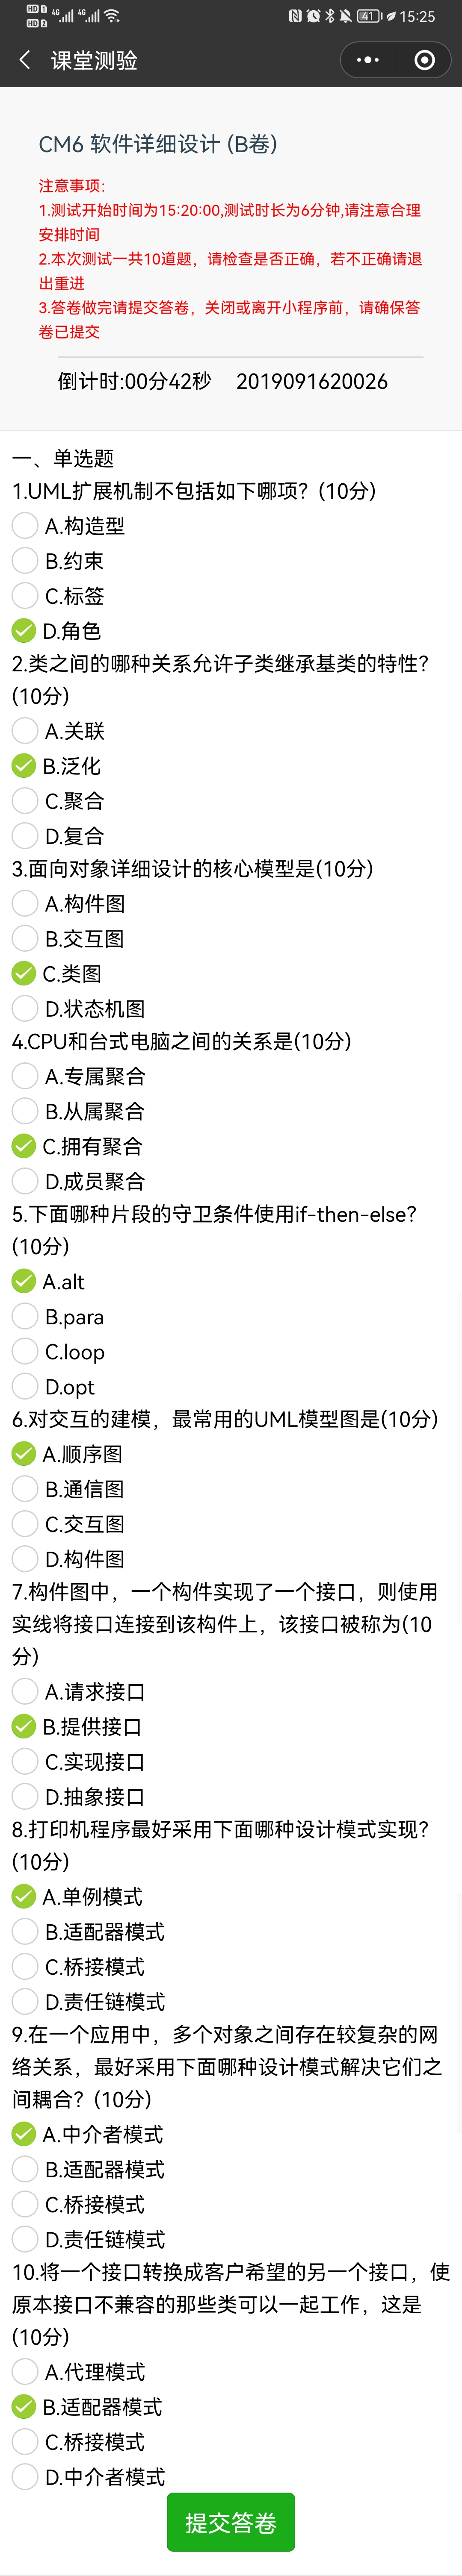 HD 1 4G 4G
HD 2 41 15:25
课堂测验
CM6 软件详细设计 (B卷)
注意事项:
1.测试开始时间为15:20:00,测试时长为6分钟,请注意合理
安排时间
2.本次测试一共10道题，请检查是否正确，若不正确请退
出重进
3.答卷做完请提交答卷，关闭或离开小程序前，请确保答
卷已提交
倒计时:00分42秒 2019091620026
一、单选题
1.UML扩展机制不包括如下哪项？(10分)
A.构造型
B.约束
C.标签
D.角色
2.类之间的哪种关系允许子类继承基类的特性？
(10分)
A.关联
B.泛化
C.聚合
D.复合
3.面向对象详细设计的核心模型是(10分)
A.构件图
B.交互图
C.类图
D.状态机图
4.CPU和台式电脑之间的关系是(10分)
A.专属聚合
B.从属聚合
C.拥有聚合
D.成员聚合
5.下面哪种片段的守卫条件使用if-then-else？
(10分)
A.alt
B.para
C.loop
D.opt
6.对交互的建模，最常用的UML模型图是(10分)
A.顺序图
B.通信图
C.交互图
D.构件图
7.构件图中，一个构件实现了一个接口，则使用
实线将接口连接到该构件上，该接口被称为(10
分)
A.请求接口
B.提供接口
C.实现接口
D.抽象接口
8.打印机程序最好采用下面哪种设计模式实现？
(10分)
A.单例模式
B.适配器模式
C.桥接模式
D.责任链模式
9.在一个应用中，多个对象之间存在较复杂的网
络关系，最好采用下面哪种设计模式解决它们之
间耦合？(10分)
A.中介者模式
B.适配器模式
C.桥接模式
D.责任链模式
10.将一个接口转换成客户希望的另一个接口，使
原本接口不兼容的那些类可以一起工作，这是
(10分)
A.代理模式
B.适配器模式
C.桥接模式
D.中介者模式
提交答卷